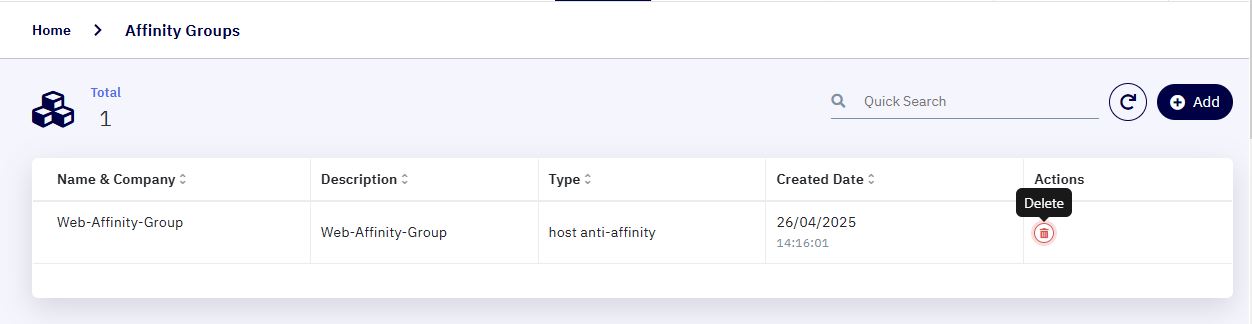 Home > Affinity Groups
Total
1
Quick Search
Add
Name & Company Description Type Created Date Actions
Delete
Web-Affinity-Group Web-Affinity-Group host anti-affinity 26/04/2025
14:16:01